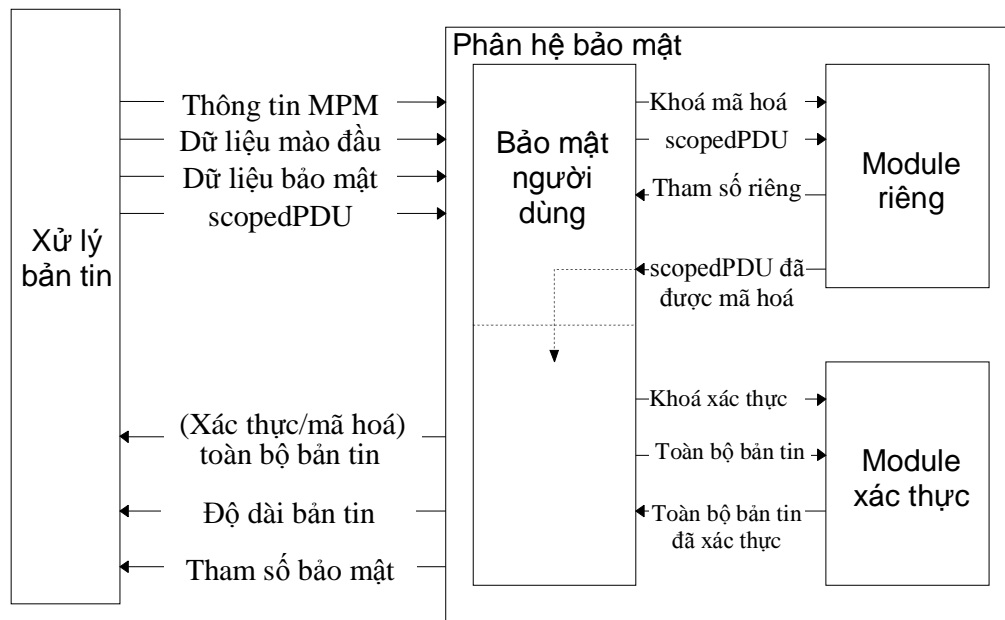 Phân hệ bảo mật
Xử lý
bản tin
Thông tin MPM
Dữ liệu mào đầu
Dữ liệu bảo mật
scopedPDU
(Xác thực/mã hoá)
toàn bộ bản tin
Độ dài bản tin
Tham số bảo mật
Bảo mật
người
dùng
Khoá mã hoá
scopedPDU
Tham số riêng
scopedPDU đã
được mã hoá
Khoá xác thực
Toàn bộ bản tin
Toàn bộ bản tin
đã xác thực
Module
riêng
Module
xác thực